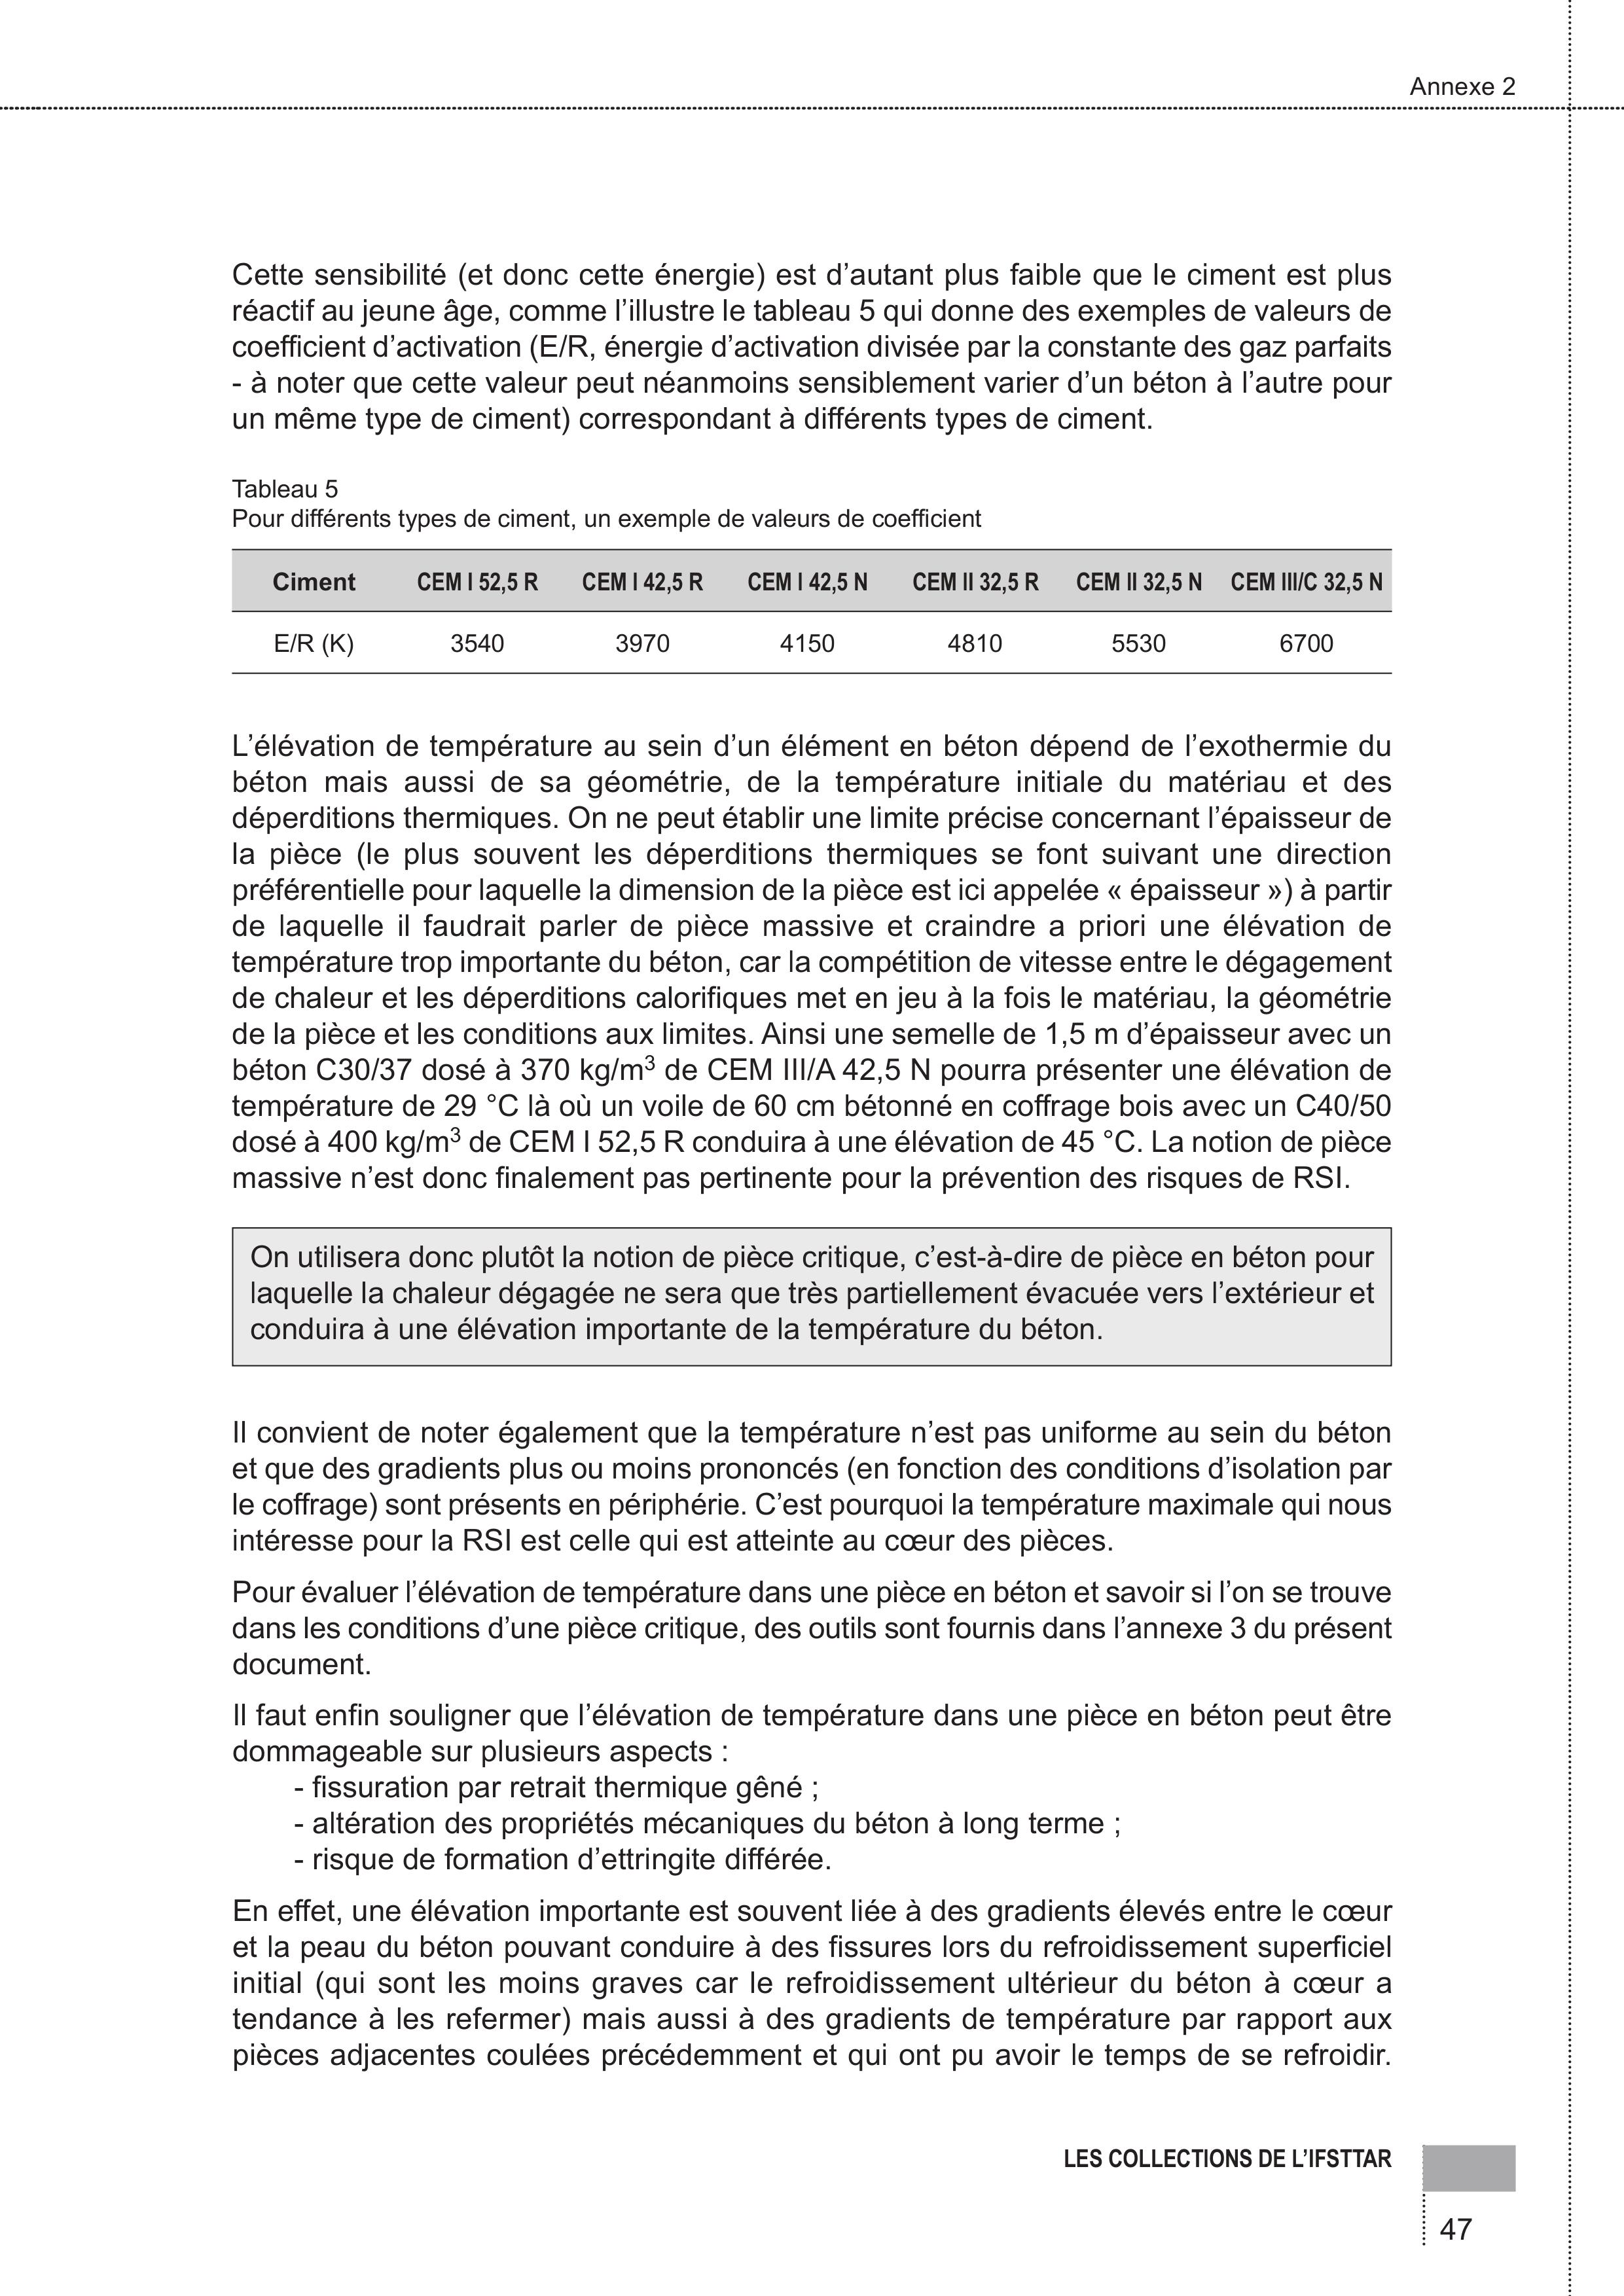 Annexe 2
Cette sensibilité (et donc cette énergie) est d’autant plus faible que le ciment est plus
réactif au jeune âge, comme l’illustre le tableau 5 qui donne des exemples de valeurs de
coefficient d’activation (E/R, énergie d’activation divisée par la constante des gaz parfaits
- à noter que cette valeur peut néanmoins sensiblement varier d’un béton à l’autre pour
un même type de ciment) correspondant à différents types de ciment.
Tableau 5
Pour différents types de ciment, un exemple de valeurs de coefficient
Ciment CEM I 52,5 R CEM I 42,5 R CEM I 42,5 N CEM II 32,5 R CEM II 32,5 N CEM III/C 32,5 N
E/R (K) 3540 3970 4150 4810 5530 6700
L’élévation de température au sein d’un élément en béton dépend de l’exothermie du
béton mais aussi de sa géométrie, de la température initiale du matériau et des
déperditions thermiques. On ne peut établir une limite précise concernant l’épaisseur de
la pièce (le plus souvent les déperditions thermiques se font suivant une direction
préférentielle pour laquelle la dimension de la pièce est ici appelée « épaisseur ») à partir
de laquelle il faudrait parler de pièce massive et craindre a priori une élévation de
température trop importante du béton, car la compétition de vitesse entre le dégagement
de chaleur et les déperditions calorifiques met en jeu à la fois le matériau, la géométrie
de la pièce et les conditions aux limites. Ainsi une semelle de 1,5 m d’épaisseur avec un
béton C30/37 dosé à 370 kg/m³ de CEM III/A 42,5 N pourra présenter une élévation de
température de 29 °C là où un voile de 60 cm bétonné en coffrage bois avec un C40/50
dosé à 400 kg/m³ de CEM I 52,5 R conduira à une élévation de 45 °C. La notion de pièce
massive n’est donc finalement pas pertinente pour la prévention des risques de RSI.
On utilisera donc plutôt la notion de pièce critique, c’est-à-dire de pièce en béton pour
laquelle la chaleur dégagée ne sera que très partiellement évacuée vers l’extérieur et
conduira à une élévation importante de la température du béton.
Il convient de noter également que la température n’est pas uniforme au sein du béton
et que des gradients plus ou moins prononcés (en fonction des conditions d’isolation par
le coffrage) sont présents en périphérie. C’est pourquoi la température maximale qui nous
intéresse pour la RSI est celle qui est atteinte au cœur des pièces.
Pour évaluer l’élévation de température dans une pièce en béton et savoir si l’on se trouve
dans les conditions d’une pièce critique, des outils sont fournis dans l’annexe 3 du présent
document.
Il faut enfin souligner que l’élévation de température dans une pièce en béton peut être
dommageable sur plusieurs aspects :
- fissuration par retrait thermique gêné ;
- altération des propriétés mécaniques du béton à long terme ;
- risque de formation d’ettringite différée.
En effet, une élévation importante est souvent liée à des gradients élevés entre le cœur
et la peau du béton pouvant conduire à des fissures lors du refroidissement superficiel
initial (qui sont les moins graves car le refroidissement ultérieur du béton à cœur a
tendance à les refermer) mais aussi à des gradients de température par rapport aux
pièces adjacentes coulées précédemment et qui ont pu avoir le temps de se refroidir.
LES COLLECTIONS DE L’IFSTTAR
47